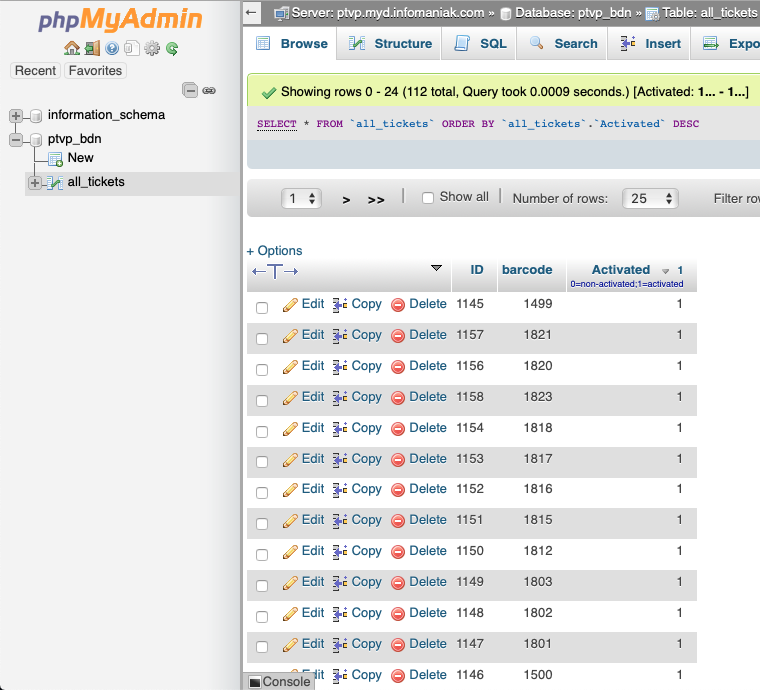 phpMyAdmin
Recent Favorites
information_schema
ptvp_bdn
New
all_tickets
← Server: ptvp.myd.infomaniak.com » Database: ptvp_bdn » Table: all_tickets
Browse Structure SQL Search Insert Expo
Showing rows 0 - 24 (112 total, Query took 0.0009 seconds.) [Activated: 1... - 1...]
SELECT * FROM `all_tickets` ORDER BY `all_tickets`.`Activated` DESC
1 > >> | Show all | Number of rows: 25 Filter row
+ Options
←T→ ID barcode Activated 1
0=non-activated;1=activated
Edit Copy Delete 1145 1499 1
Edit Copy Delete 1157 1821 1
Edit Copy Delete 1156 1820 1
Edit Copy Delete 1158 1823 1
Edit Copy Delete 1154 1818 1
Edit Copy Delete 1153 1817 1
Edit Copy Delete 1152 1816 1
Edit Copy Delete 1151 1815 1
Edit Copy Delete 1150 1812 1
Edit Copy Delete 1149 1803 1
Edit Copy Delete 1148 1802 1
Edit Copy Delete 1147 1801 1
Copy Delete 1146 1500 1
Console